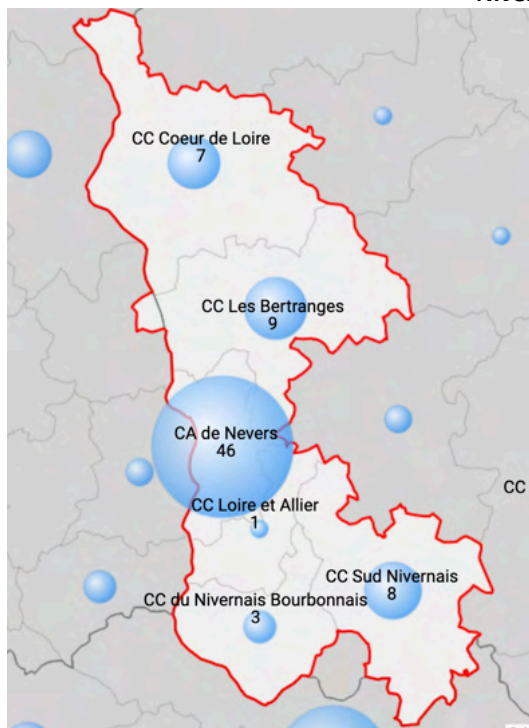 CC Coeur de Loire
7
CC Les Bertranges
9
CA de Nevers
46
CC
CC Loire et Allier
1
CC Sud Nivernais
8
CC du Nivernais Bourbonnais
3